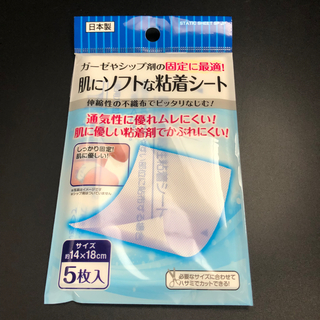 日本製
STATIC SHEET 5P
ガーゼやシップ剤の固定に最適!
肌にソフトな粘着シート
伸縮性の不織布でピッタリなじむ!
通気性に優れムレにくい!
肌に優しい粘着剤でかぶれにくい!
しっかり固定!
肌に優しい!
サイズ
約14×18cm
5枚入
必要なサイズに合わせて
ハサミでカットできる!